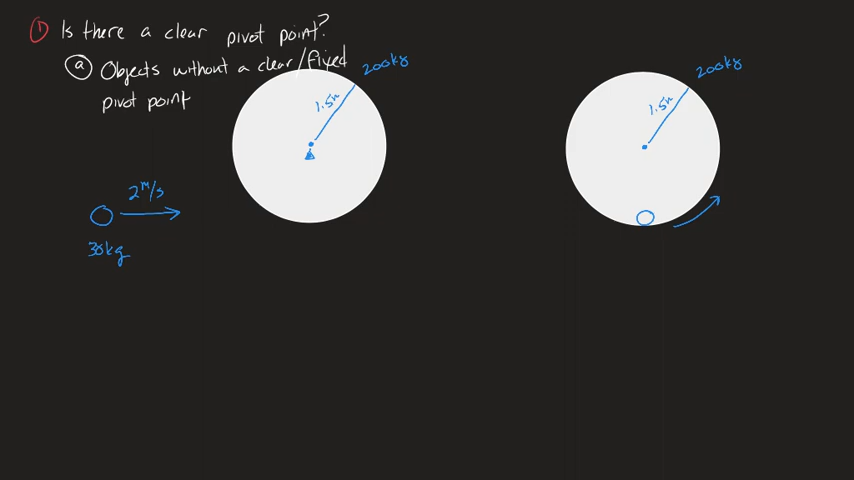 ① Is there a clear pivot point?
ⓐ Objects without a clear/fixed
pivot point
200kg
1.5m
200kg
1.5m
2 m/s
30kg